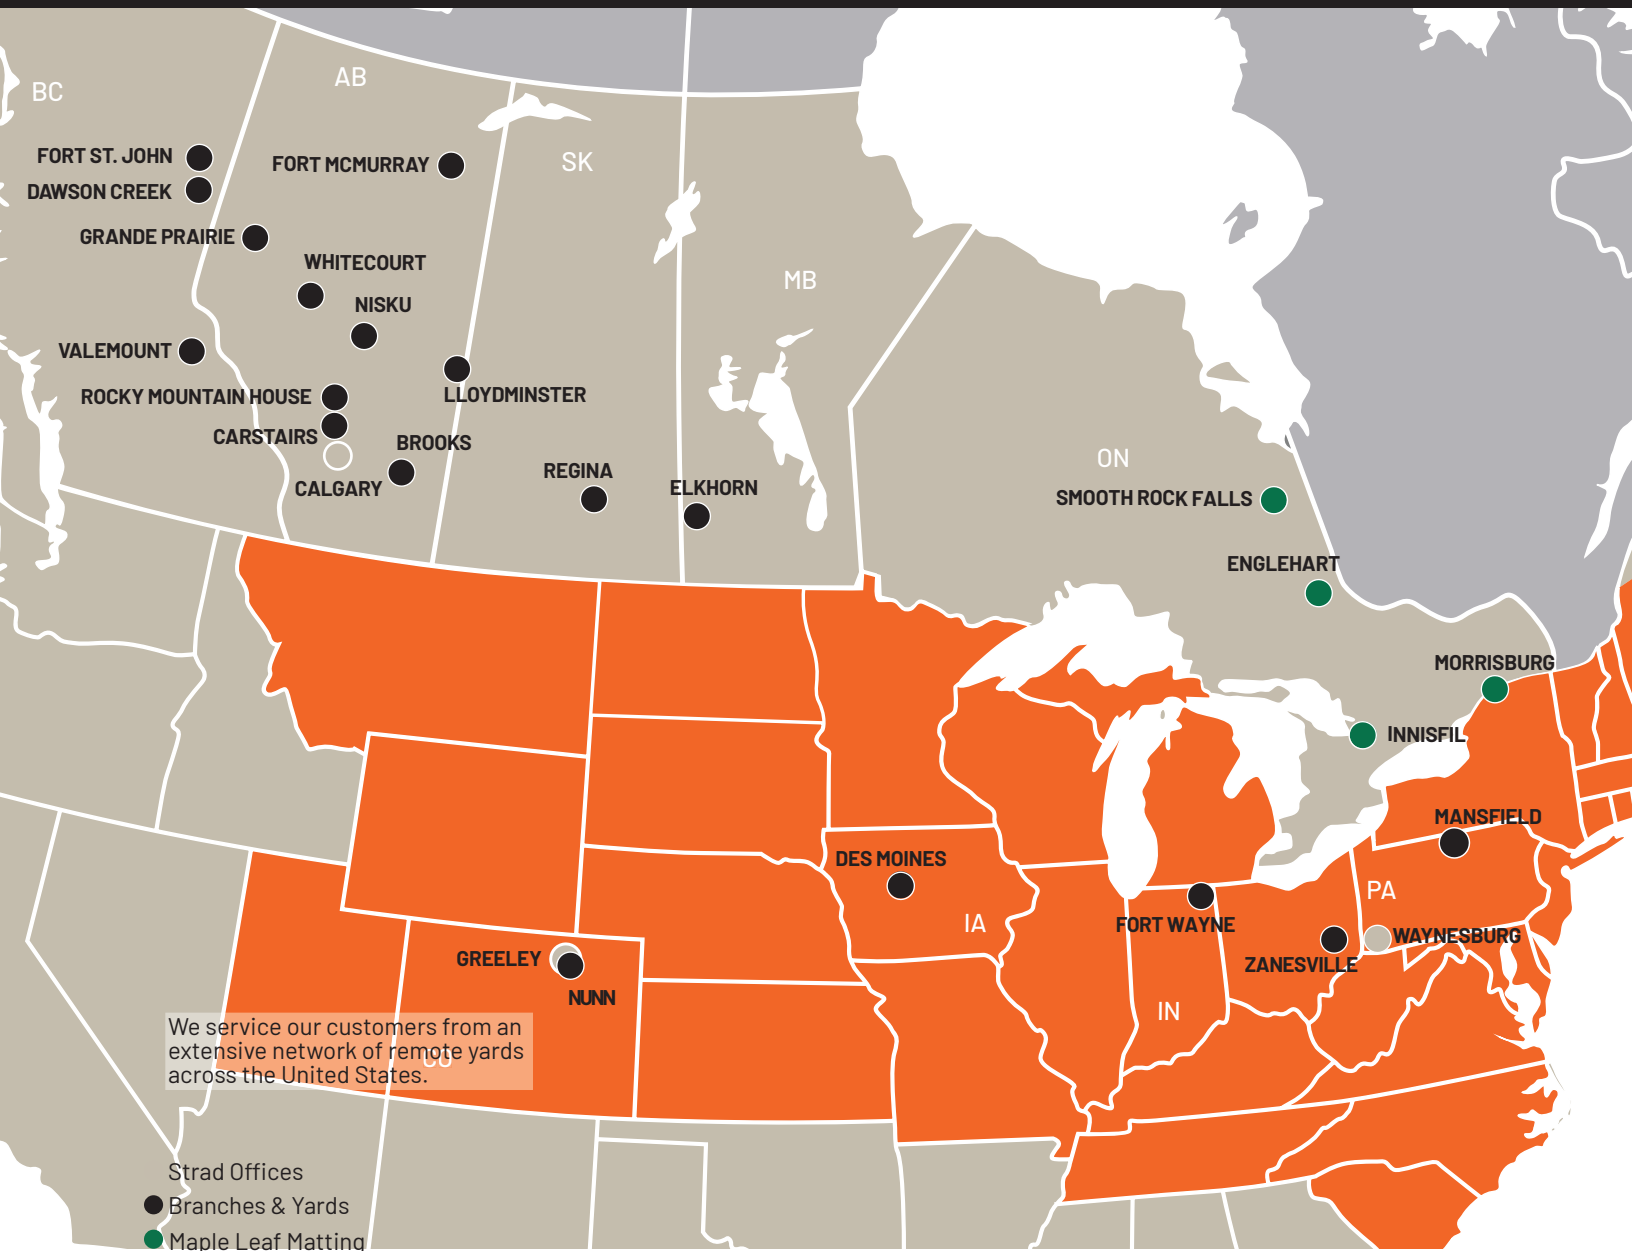 BC
AB
FORT ST. JOHN
FORT MCMURRAY
SK
DAWSON CREEK
GRANDE PRAIRIE
WHITECOURT
MB
NISKU
VALEMOUNT
ROCKY MOUNTAIN HOUSE
LLOYDMINSTER
CARSTAIRS
BROOKS
ON
REGINA
CALGARY
ELKHORN
SMOOTH ROCK FALLS
ENGLEHART
MORRISBURG
INNISFIL
MANSFIELD
DES MOINES
PA
IA
FORT WAYNE
WAYNESBURG
GREELEY
ZANESVILLE
NUNN
IN
We service our customers from an
extensive network of remote yards
across the United States.
CO
Strad Offices
Branches & Yards
Maple Leaf Matting